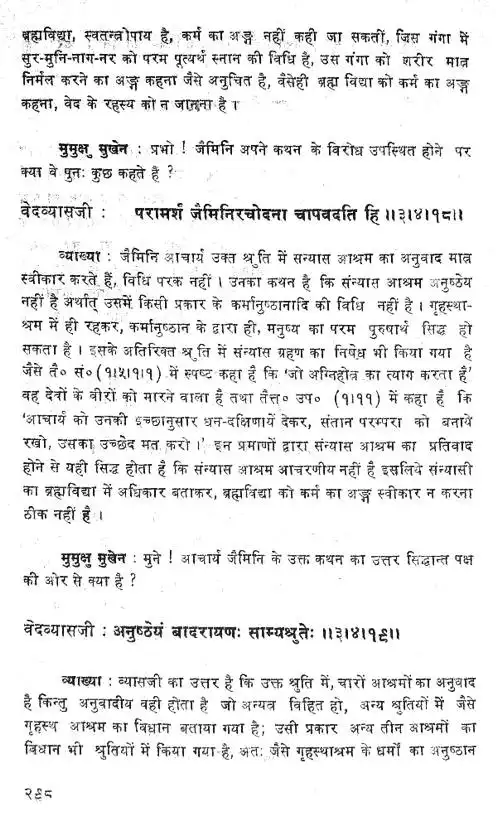 ब्रह्मविद्या, स्वतन्त्रोपाय है, कर्म का अङ्ग नहीं कही जा सकतीं, जिस गंगा में
सुर-मुनि-नाग-नर को परम पूत्यर्थ स्नान की विधि है, उस गंगा को शरीर मात्र
निर्मल करने का अङ्ग कहना जैसे अनुचित है, वैसेही ब्रह्म विद्या को कर्म का अङ्ग
कहना, वेद के रहस्य को न जानना है।
मुमुक्षु मुखेन : प्रभो ! जैमिनि अपने कथन के विरोध उपस्थित होने पर
क्या वे पुनः कुछ कहते है ?
वेदव्यासजी : परामर्शं जैमिनिरचोदना चापवदति हि ॥३।४।१८॥
व्याख्या : जैमिनि आचार्य उक्त श्रुति में सन्यास आश्रम का अनुवाद मात्र
स्वीकार करते हैं, विधि परक नहीं। उनका कथन है कि संन्यास आश्रम अनुष्ठेय
नहीं है अर्थात् उसमें किसी प्रकार के कर्मानुष्ठानादि की विधि नहीं है। गृहस्था-
श्रम में ही रहकर, कर्मानुष्ठान के द्वारा ही, मनुष्य का परम पुरुषार्थ सिद्ध हो
सकता है। इसके अतिरिक्त श्रुति में संन्यास ग्रहण का निषेध भी किया गया है
जैसे तै० सं० (१।५।१।१) में स्पष्ट कहा है कि 'जो अग्निहोत्र का त्याग करता है'
वह देवों के वीरों को मारने वाला है तथा तैत्त० उप० (१।११) में कहा है कि
'आचार्य को उनकी इच्छानुसार धन-दक्षिणायें देकर, संतान परम्परा को बनाये
रखो, उसका उच्छेद मत करो।' इन प्रमाणों द्वारा संन्यास आश्रम का प्रतिवाद
होने से यही सिद्ध होता है कि संन्यास आश्रम आचरणीय नहीं है इसलिये संन्यासी
का ब्रह्मविद्या में अधिकार बताकर, ब्रह्मविद्या को कर्म का अङ्ग स्वीकार न करना
ठीक नहीं है।
मुमुक्षु मुखेन : मुने ! आचार्य जैमिनि के उक्त कथन का उत्तर सिद्धान्त पक्ष
की ओर से क्या है ?
वेदव्यासजी : अनुष्ठेयं बादरायणः साम्यश्रुतेः ॥३।४।१९॥
व्याख्या : व्यासजी का उत्तर है कि उक्त श्रुति में, चारों आश्रमों का अनुवाद
है किन्तु अनुवादीय वही होता है जो अन्यत्र विहित हो, अन्य श्रुतियों में जैसे
गृहस्थ आश्रम का विधान बताया गया है; उसी प्रकार अन्य तीन आश्रमों का
विधान भी श्रुतियों में किया गया है, अतः जैसे गृहस्थाश्रम के धर्मों का अनुष्ठान
२९८